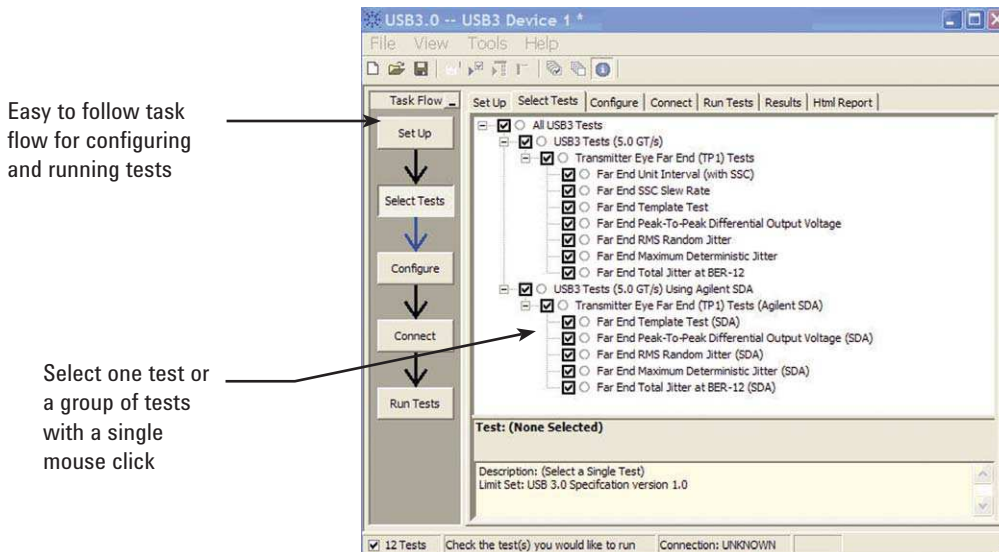 USB3.0 -- USB3 Device 1 *
File View Tools Help
Easy to follow task
flow for configuring
and running tests
Select one test or
a group of tests
with a single
mouse click
Task Flow
Set Up
Select Tests
Configure
Connect
Run Tests
Set Up Select Tests Configure Connect Run Tests Results Html Report
All USB3 Tests
USB3 Tests (5.0 GT/s)
Transmitter Eye Far End (TP1) Tests
Far End Unit Interval (with SSC)
Far End SSC Slew Rate
Far End Template Test
Far End Peak-To-Peak Differential Output Voltage
Far End RMS Random Jitter
Far End Maximum Deterministic Jitter
Far End Total Jitter at BER-12
USB3 Tests (5.0 GT/s) Using Agilent SDA
Transmitter Eye Far End (TP1) Tests (Agilent SDA)
Far End Template Test (SDA)
Far End Peak-To-Peak Differential Output Voltage (SDA)
Far End RMS Random Jitter (SDA)
Far End Maximum Deterministic Jitter (SDA)
Far End Total Jitter at BER-12 (SDA)
Test: (None Selected)
Description: (Select a Single Test)
Limit Set: USB 3.0 Specifcation version 1.0
12 Tests Check the test(s) you would like to run Connection: UNKNOWN